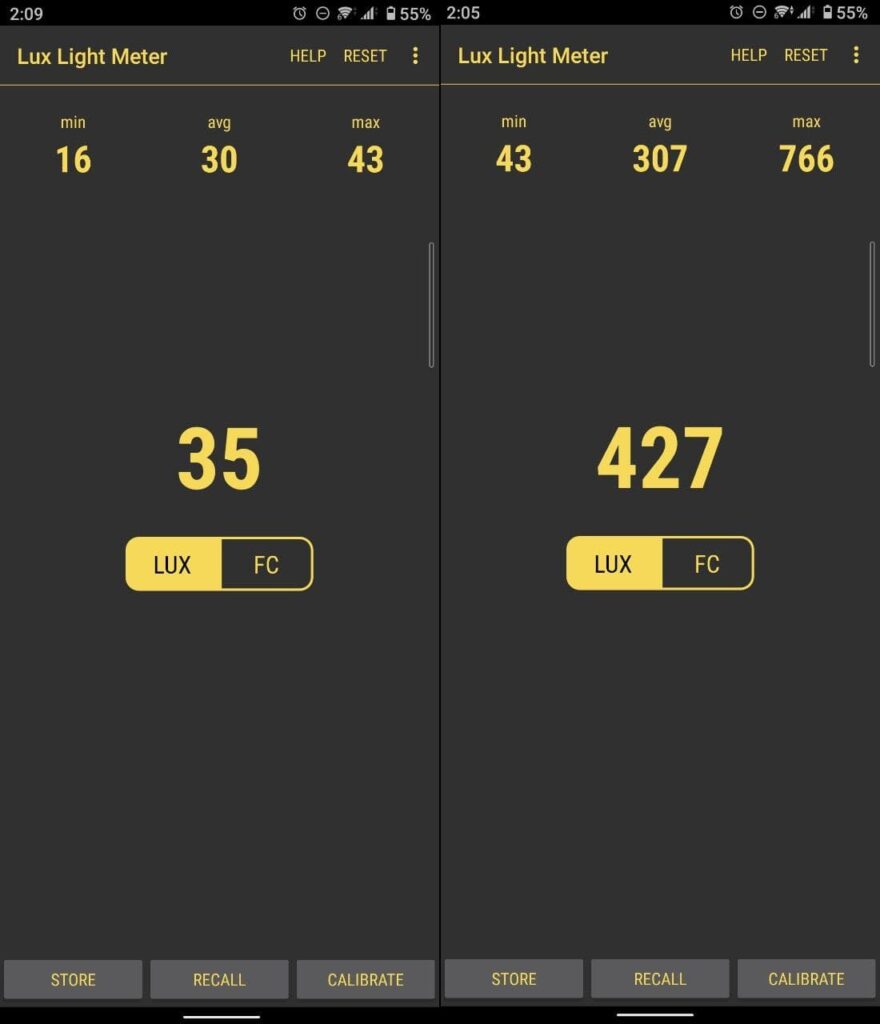 2:09 55%
Lux Light Meter HELP RESET
min avg max
16 30 43
35
LUX FC
STORE RECALL CALIBRATE
2:05 55%
Lux Light Meter HELP RESET
min avg max
43 307 766
427
LUX FC
STORE RECALL CALIBRATE